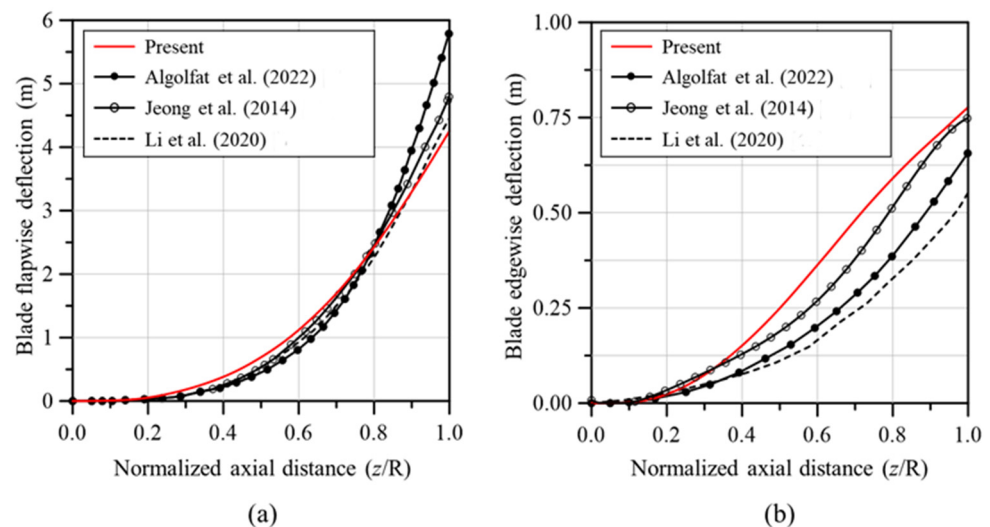 6
5
4
3
2
1
0
Blade flapwise deflection (m)
Present
Algolfat et al. (2022)
Jeong et al. (2014)
Li et al. (2020)
0.0 0.2 0.4 0.6 0.8 1.0
Normalized axial distance (z/R)
(a)
1.00
0.75
0.50
0.25
0.00
Blade edgewise deflection (m)
Present
Algolfat et al. (2022)
Jeong et al. (2014)
Li et al. (2020)
0.0 0.2 0.4 0.6 0.8 1.0
Normalized axial distance (z/R)
(b)